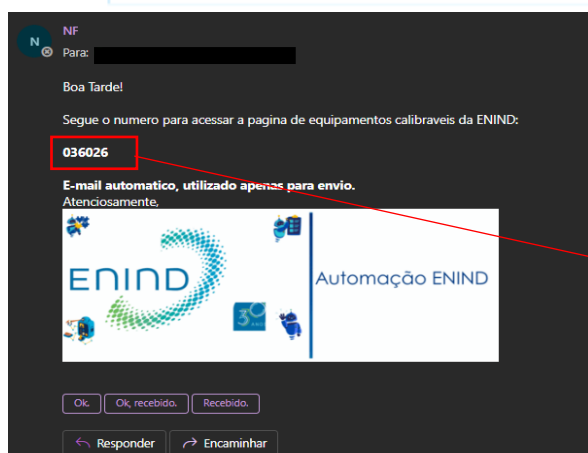 NF
N
Para:
Boa Tarde!
Segue o numero para acessar a pagina de equipamentos calibraveis da ENIND:
036026
E-mail automatico, utilizado apenas para envio.
Atenciosamente,
ENIND
Automação ENIND
30
Ok.
Ok, recebido.
Recebido.
Responder
Encaminhar